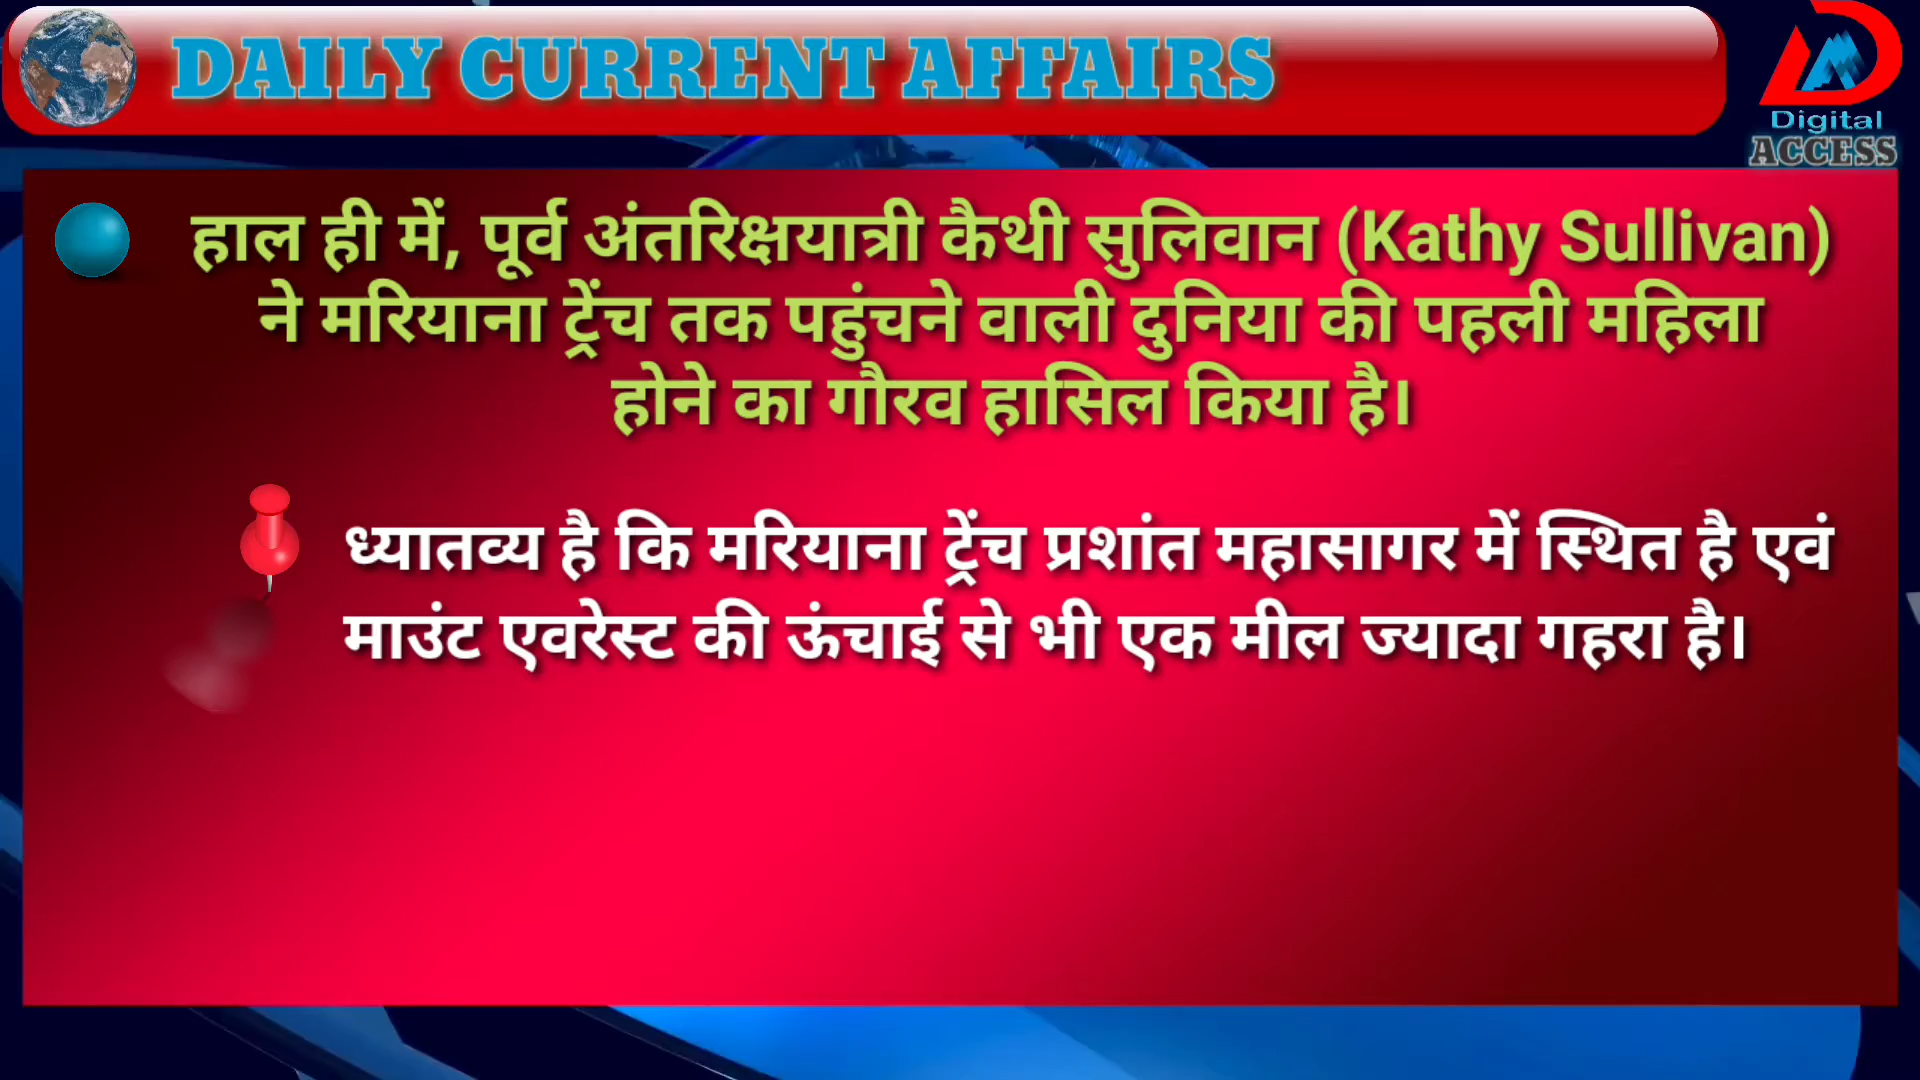 DAILY CURRENT AFFAIRS
Digital
ACCESS
हाल ही में, पूर्व अंतरिक्षयात्री कैथी सुलिवान (Kathy Sullivan)
ने मरियाना ट्रेंच तक पहुंचने वाली दुनिया की पहली महिला
होने का गौरव हासिल किया है।
ध्यातव्य है कि मरियाना ट्रेंच प्रशांत महासागर में स्थित है एवं
माउंट एवरेस्ट की ऊंचाई से भी एक मील ज्यादा गहरा है।